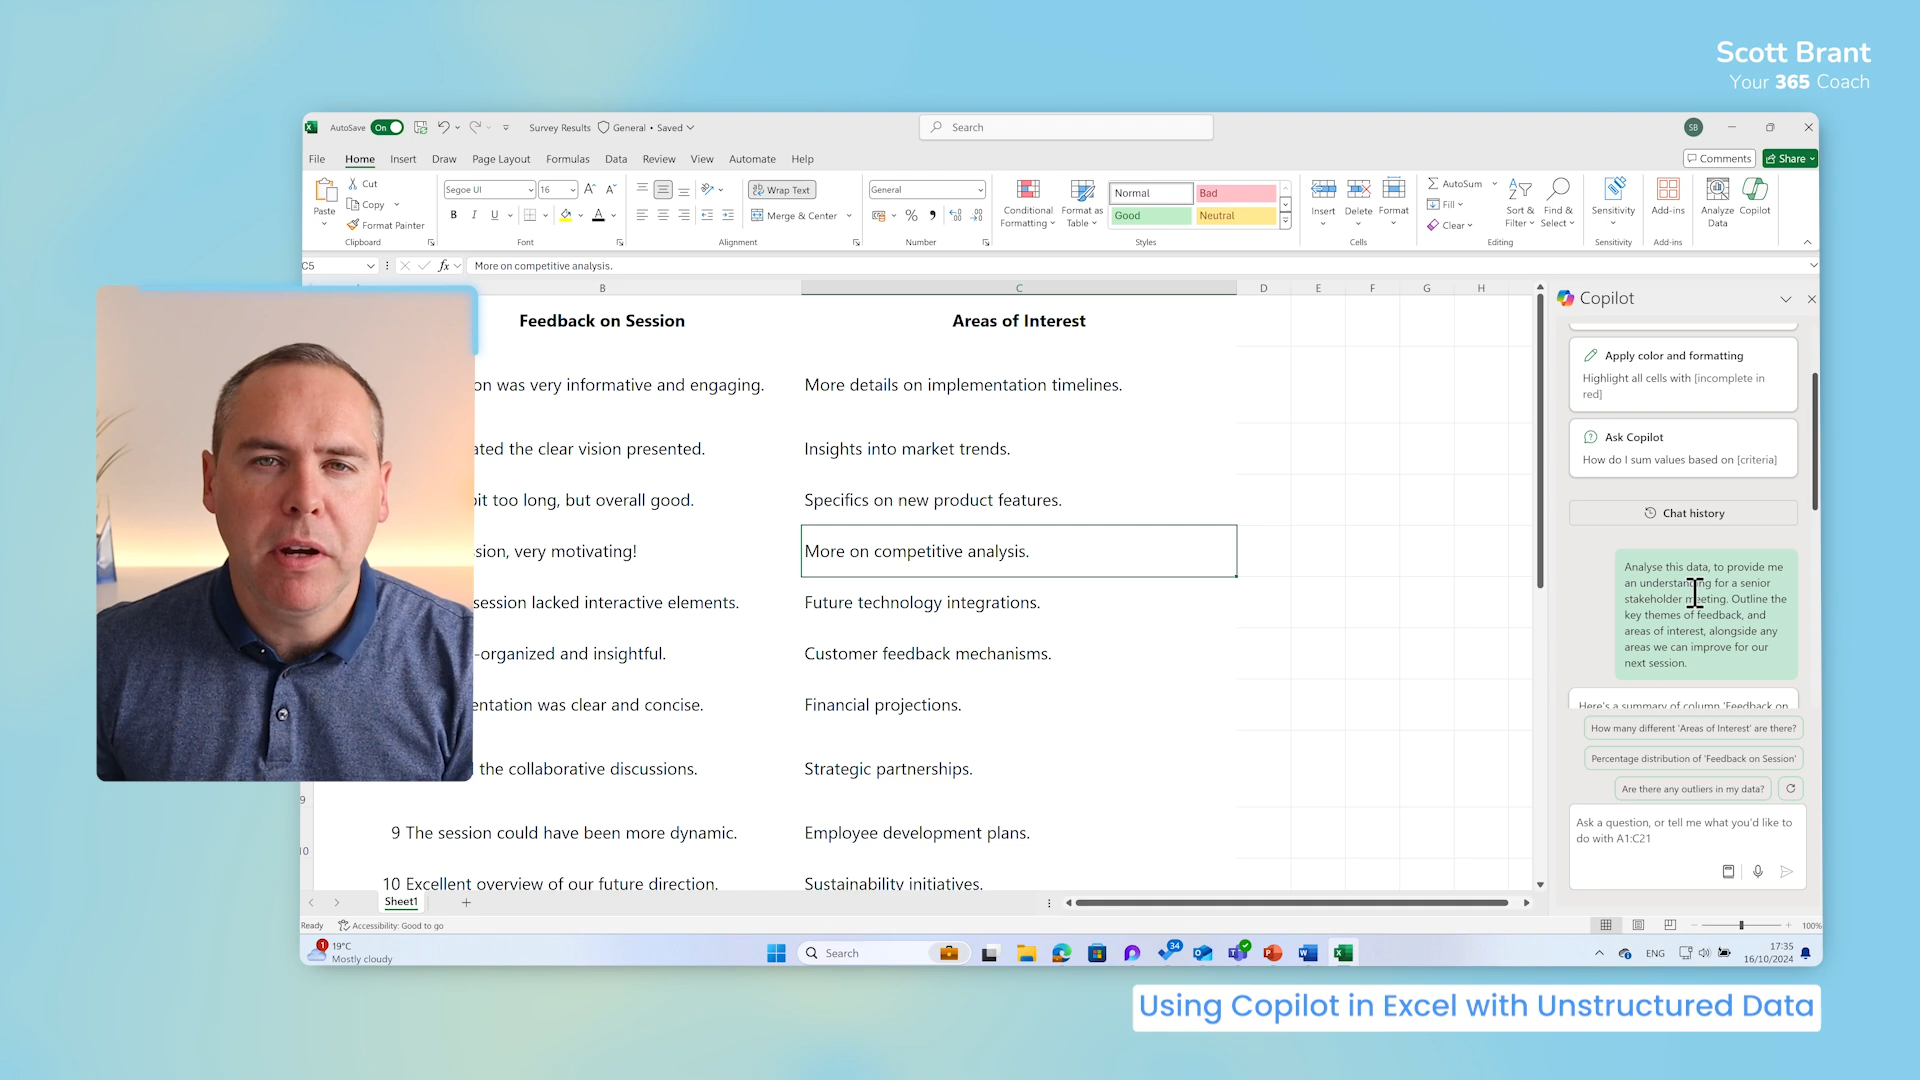 Scott Brant
Your 365 Coach
AutoSave On
Survey Results
General • Saved
Search
SB
File Home Insert Draw Page Layout Formulas Data Review View Automate Help
Comments
Share
Paste
Cut
Copy
Format Painter
Clipboard
Segoe UI
16
B I U
Font
Wrap Text
Merge & Center
Alignment
General
Number
Conditional Formatting
Format as Table
Normal
Bad
Good
Neutral
Styles
Insert
Delete
Format
Cells
AutoSum
Fill
Clear
Sort & Filter
Find & Select
Editing
Sensitivity
Sensitivity
Add-ins
Add-ins
Analyze Data
Copilot
C5
fx
More on competitive analysis.
B C D E F G H
Feedback on Session
Areas of Interest
on was very informative and engaging.
More details on implementation timelines.
ated the clear vision presented.
Insights into market trends.
bit too long, but overall good.
Specifics on new product features.
sion, very motivating!
More on competitive analysis.
session lacked interactive elements.
Future technology integrations.
-organized and insightful.
Customer feedback mechanisms.
entation was clear and concise.
Financial projections.
the collaborative discussions.
Strategic partnerships.
9
9 The session could have been more dynamic.
Employee development plans.
10
10 Excellent overview of our future direction.
Sustainability initiatives.
Copilot
Apply color and formatting
Highlight all cells with [incomplete in
red]
Ask Copilot
How do I sum values based on [criteria]
Chat history
Analyse this data, to provide me
an understanding for a senior
stakeholder meeting. Outline the
key themes of feedback, and
areas of interest, alongside any
areas we can improve for our
next session.
Here's a summary of column 'Feedback on
How many different 'Areas of Interest' are there?
Percentage distribution of 'Feedback on Session'
Are there any outliers in my data?
Ask a question, or tell me what you'd like to
do with A1:C21
Sheet1
Ready
Accessibility: Good to go
100%
1
19°C
Mostly cloudy
Search
34
ENG
17:35
16/10/2024
Using Copilot in Excel with Unstructured Data